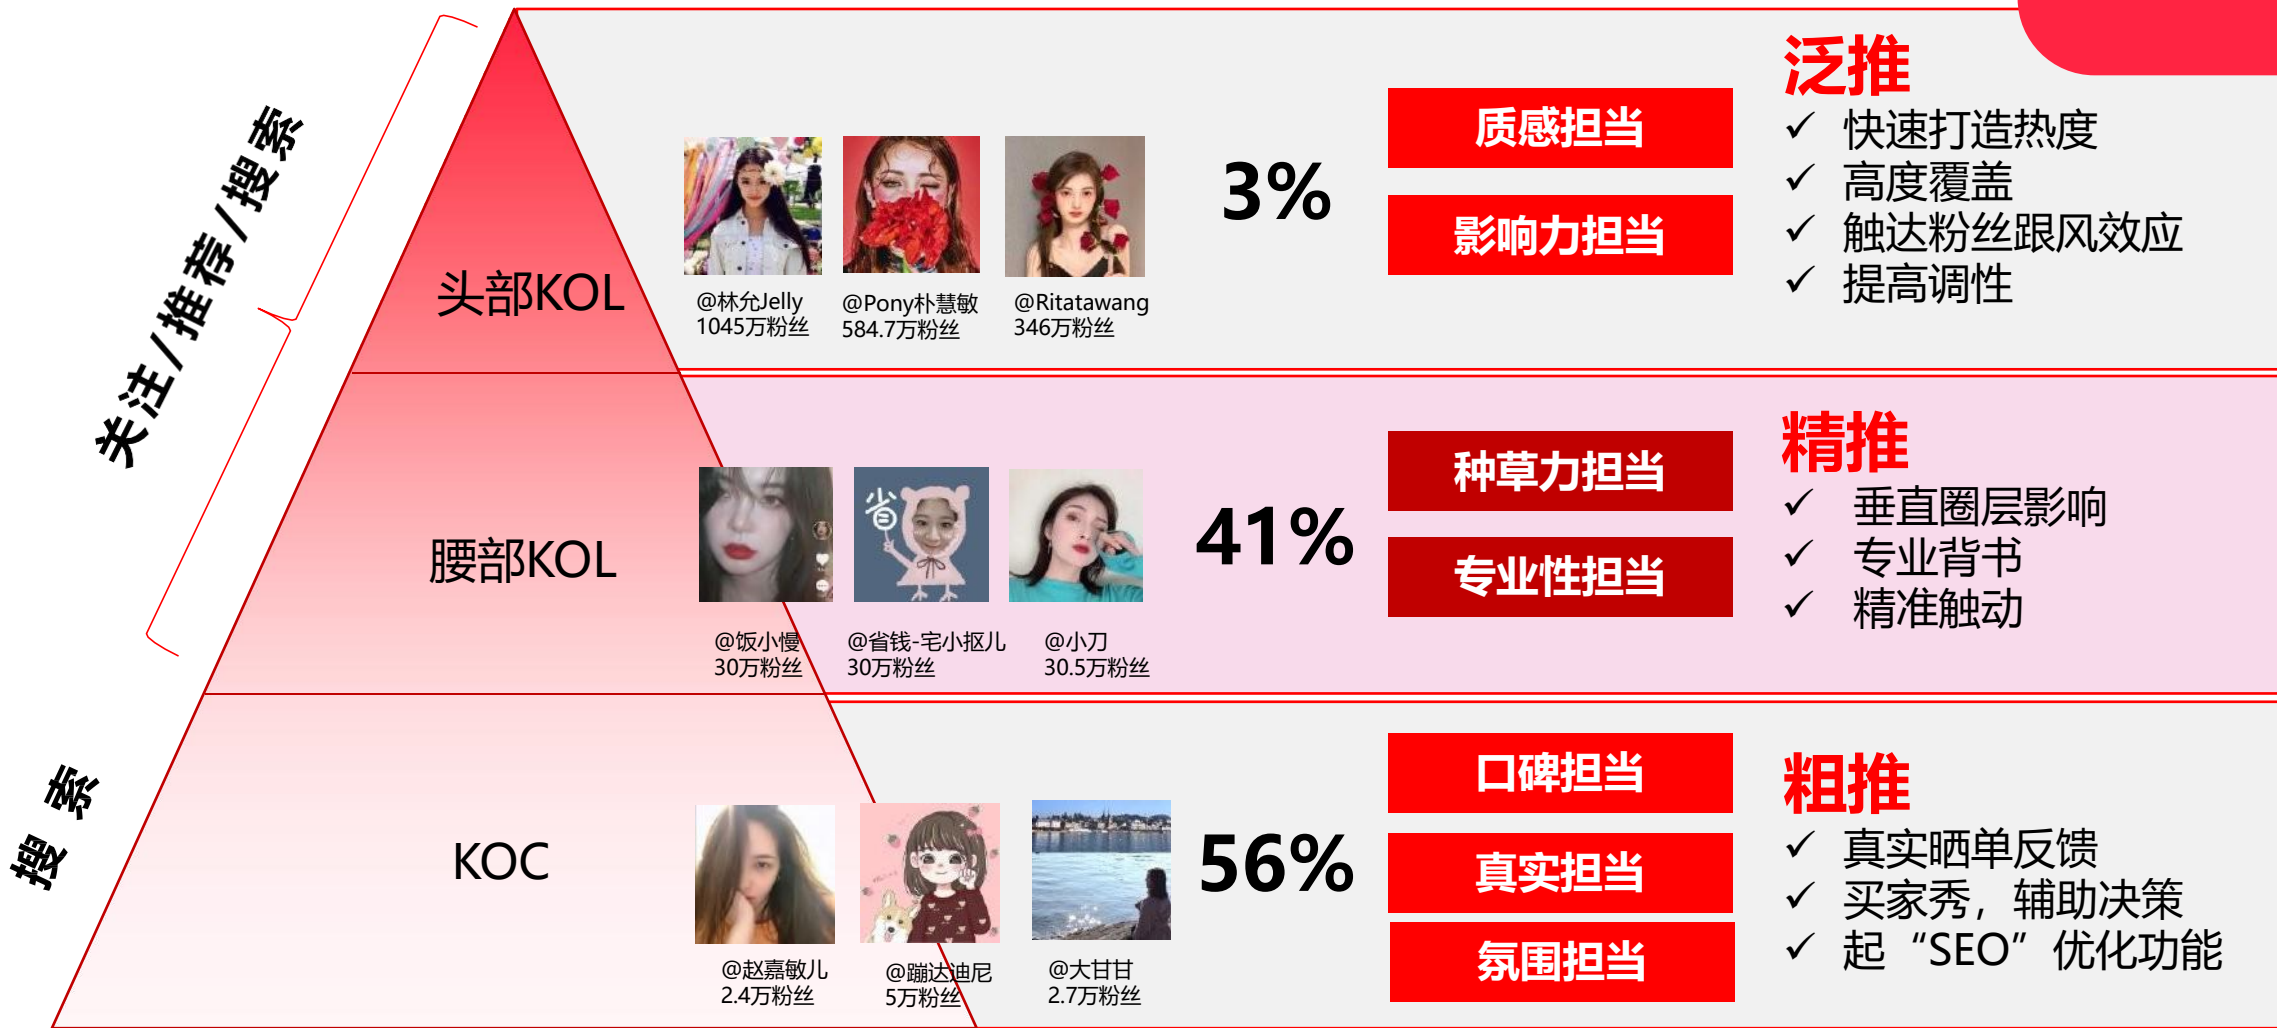 关注/推荐/搜索
搜 索
头部KOL
@林允Jelly
1045万粉丝
@Pony朴慧敏
584.7万粉丝
@Ritatawang
346万粉丝
3%
质感担当
影响力担当
泛推
✓ 快速打造热度
✓ 高度覆盖
✓ 触达粉丝跟风效应
✓ 提高调性
腰部KOL
省
@饭小慢
30万粉丝
@省钱-宅小抠儿
30万粉丝
@小刀
30.5万粉丝
41%
种草力担当
专业性担当
精推
✓ 垂直圈层影响
✓ 专业背书
✓ 精准触动
KOC
@赵嘉敏儿
2.4万粉丝
@蹦达迪尼
5万粉丝
@大甘甘
2.7万粉丝
56%
口碑担当
真实担当
氛围担当
粗推
✓ 真实晒单反馈
✓ 买家秀，辅助决策
✓ 起“SEO”优化功能